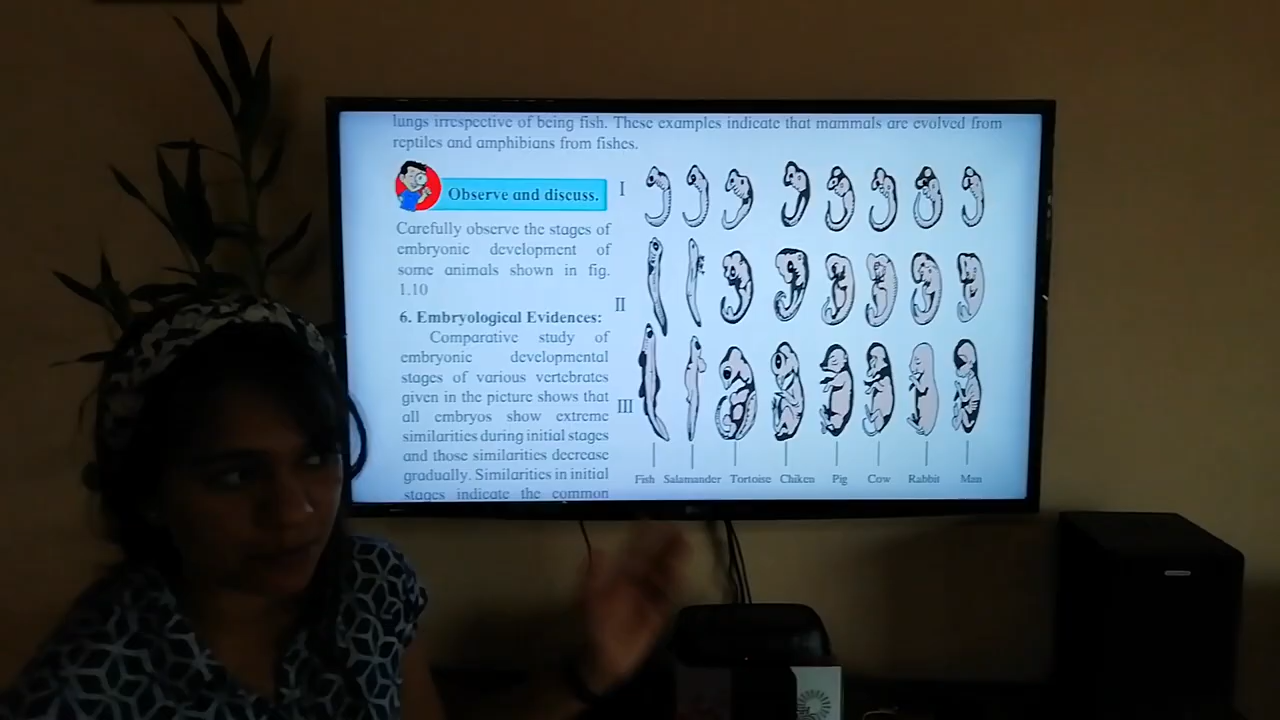 lungs irrespective of being fish. These examples indicate that mammals are evolved from
reptiles and amphibians from fishes.
Observe and discuss.
Carefully observe the stages of
embryonic development of
some animals shown in fig.
1.10
6. Embryological Evidences:
Comparative study of
embryonic developmental
stages of various vertebrates
given in the picture shows that
all embryos show extreme
similarities during initial stages
and those similarities decrease
gradually. Similarities in initial
stages indicate the common
I
II
III
Fish Salamander Tortoise Chiken Pig Cow Rabbit Man